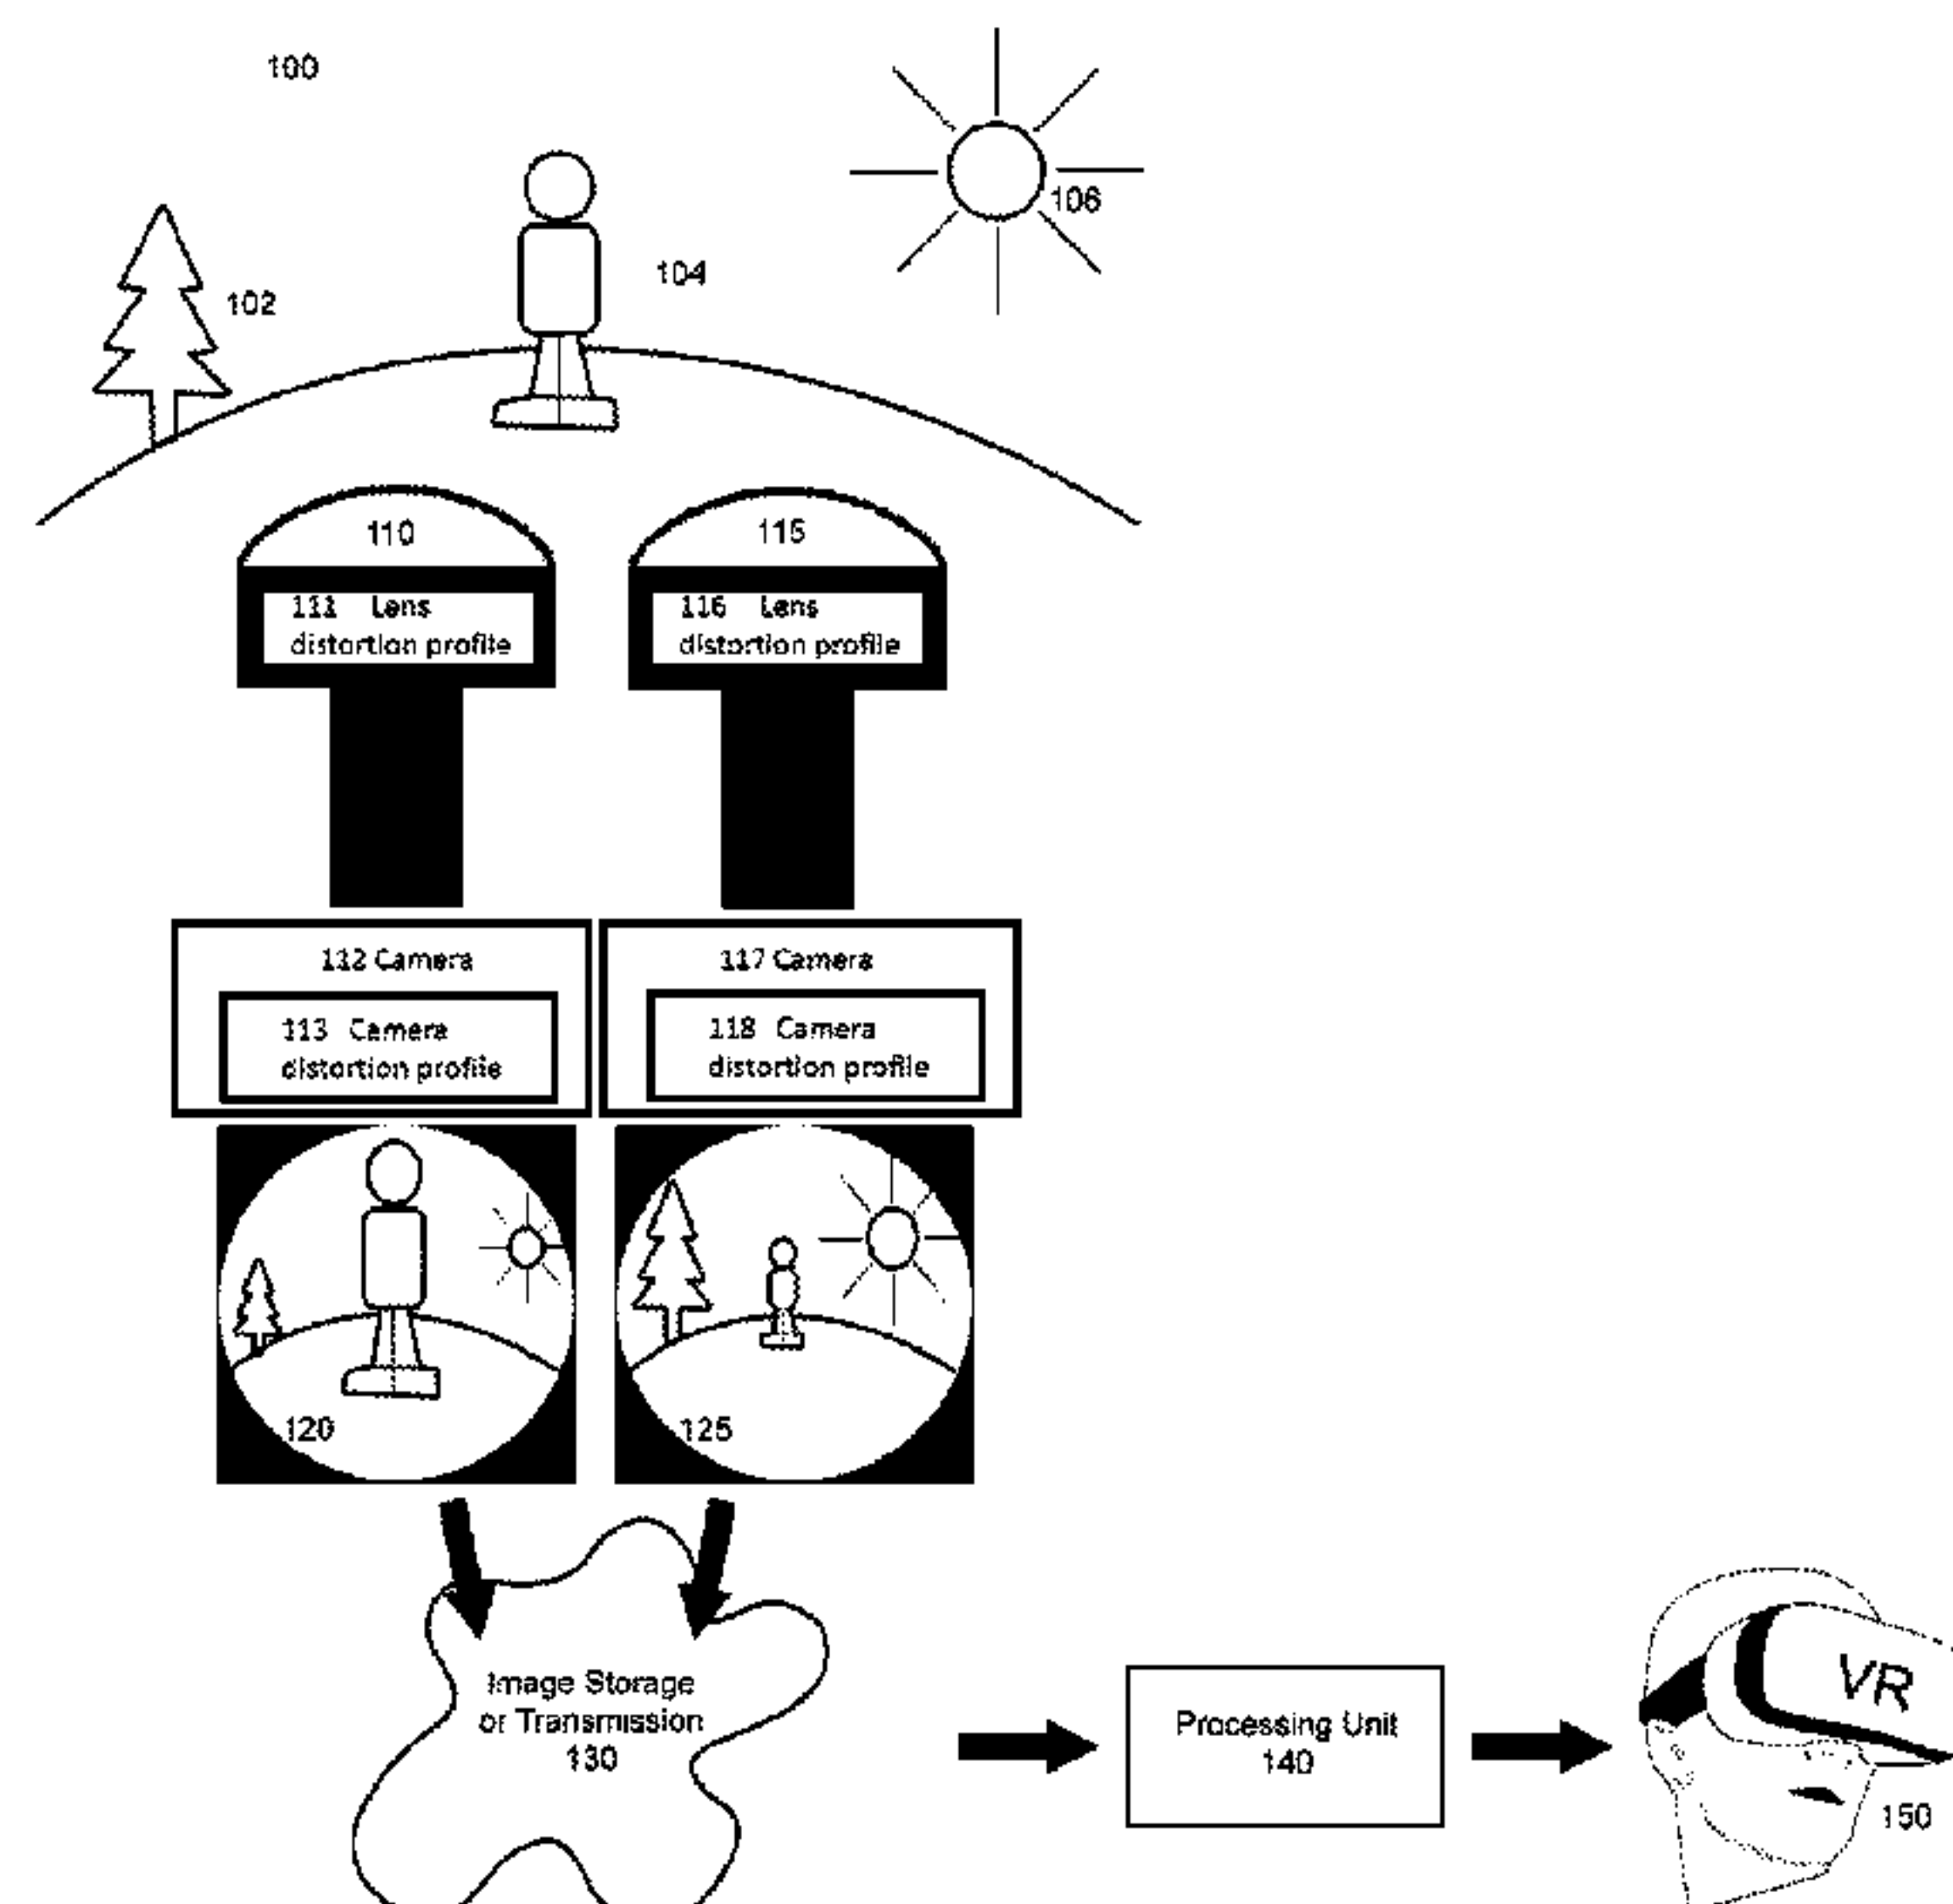 100
106
104
102
110
115
111 Lens
distortion profile
116 Lens
distortion profile
112 Camera
113 Camera
distortion profile
117 Camera
118 Camera
distortion profile
120
125
Image Storage
or Transmission
130
Processing Unit
140
VR
150